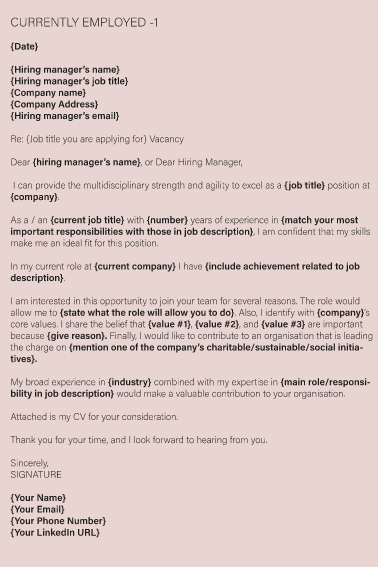 CURRENTLY EMPLOYED -1
{Date}
{Hiring manager's name}
{Hiring manager's job title}
{Company name}
{Company Address}
{Hiring manager's email}
Re: {Job title you are applying for} Vacancy
Dear {hiring manager's name}, or Dear Hiring Manager,
I can provide the multidisciplinary strength and agility to excel as a {job title} position at
{company}.
As a / an {current job title} with {number} years of experience in {match your most
important responsibilities with those in job description}, I am confident that my skills
make me an ideal fit for this position.
In my current role at {current company} I have {include achievement related to job
description}.
I am interested in this opportunity to join your team for several reasons. The role would
allow me to {state what the role will allow you to do}. Also, I identify with {company}'s
core values. I share the belief that {value #1}, {value #2}, and {value #3} are important
because {give reason}. Finally, I would like to contribute to an organisation that is leading
the charge on {mention one of the company's charitable/sustainable/social initia-
tives}.
My broad experience in {industry} combined with my expertise in {main role/responsi-
bility in job description} would make a valuable contribution to your organisation.
Attached is my CV for your consideration.
Thank you for your time, and I look forward to hearing from you.
Sincerely,
SIGNATURE
{Your Name}
{Your Email}
{Your Phone Number}
{Your LinkedIn URL}